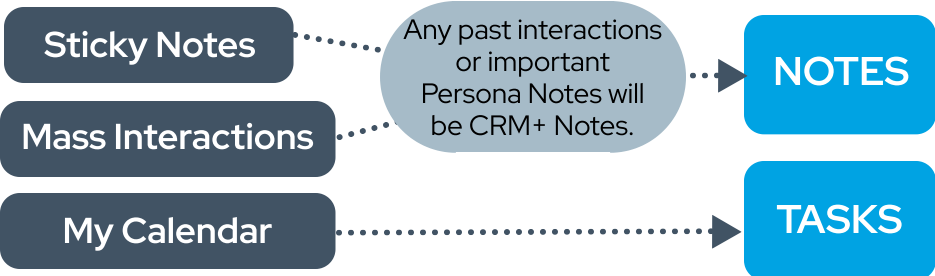 Sticky Notes
Any past interactions
or important
Persona Notes will
be CRM+ Notes.
NOTES
Mass Interactions
My Calendar
TASKS